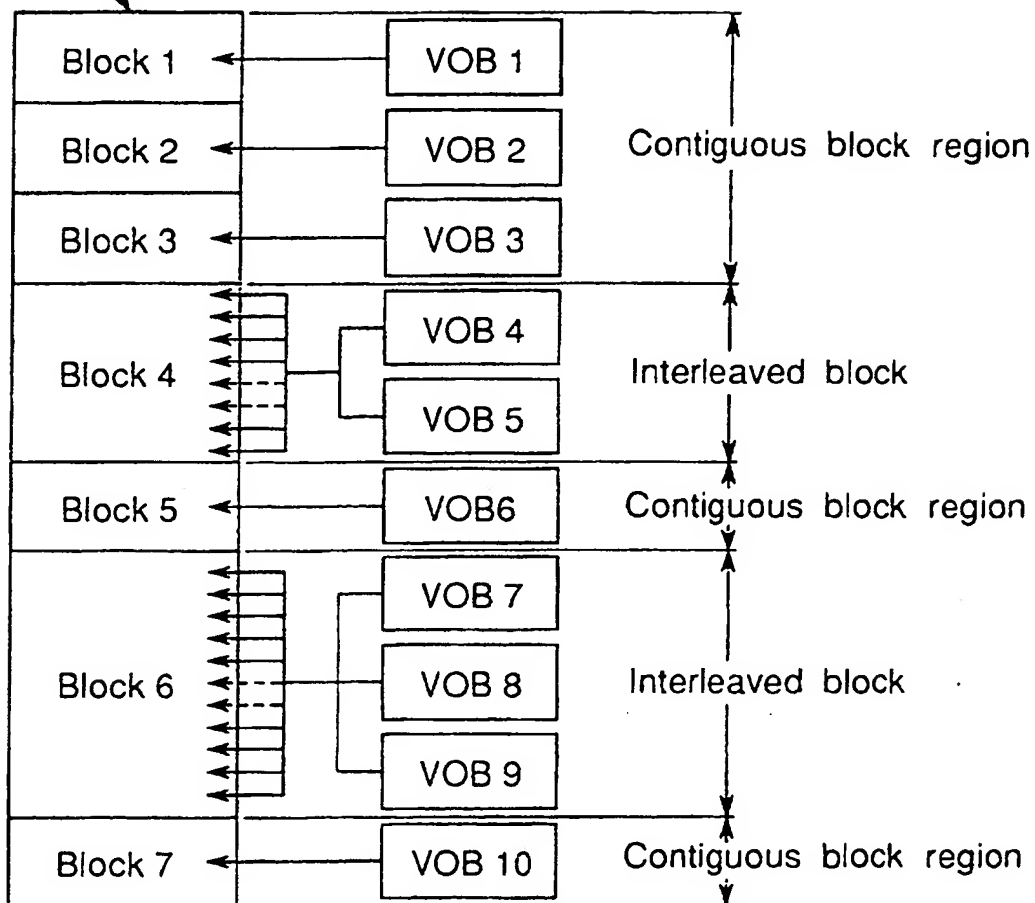 Block 1
VOB 1
Block 2
VOB 2
Contiguous block region
Block 3
VOB 3
VOB 4
Block 4
Interleaved block
VOB 5
Block 5
VOB6
Contiguous block region
VOB 7
Block 6
VOB 8
Interleaved block
VOB 9
Block 7
VOB 10
Contiguous block region